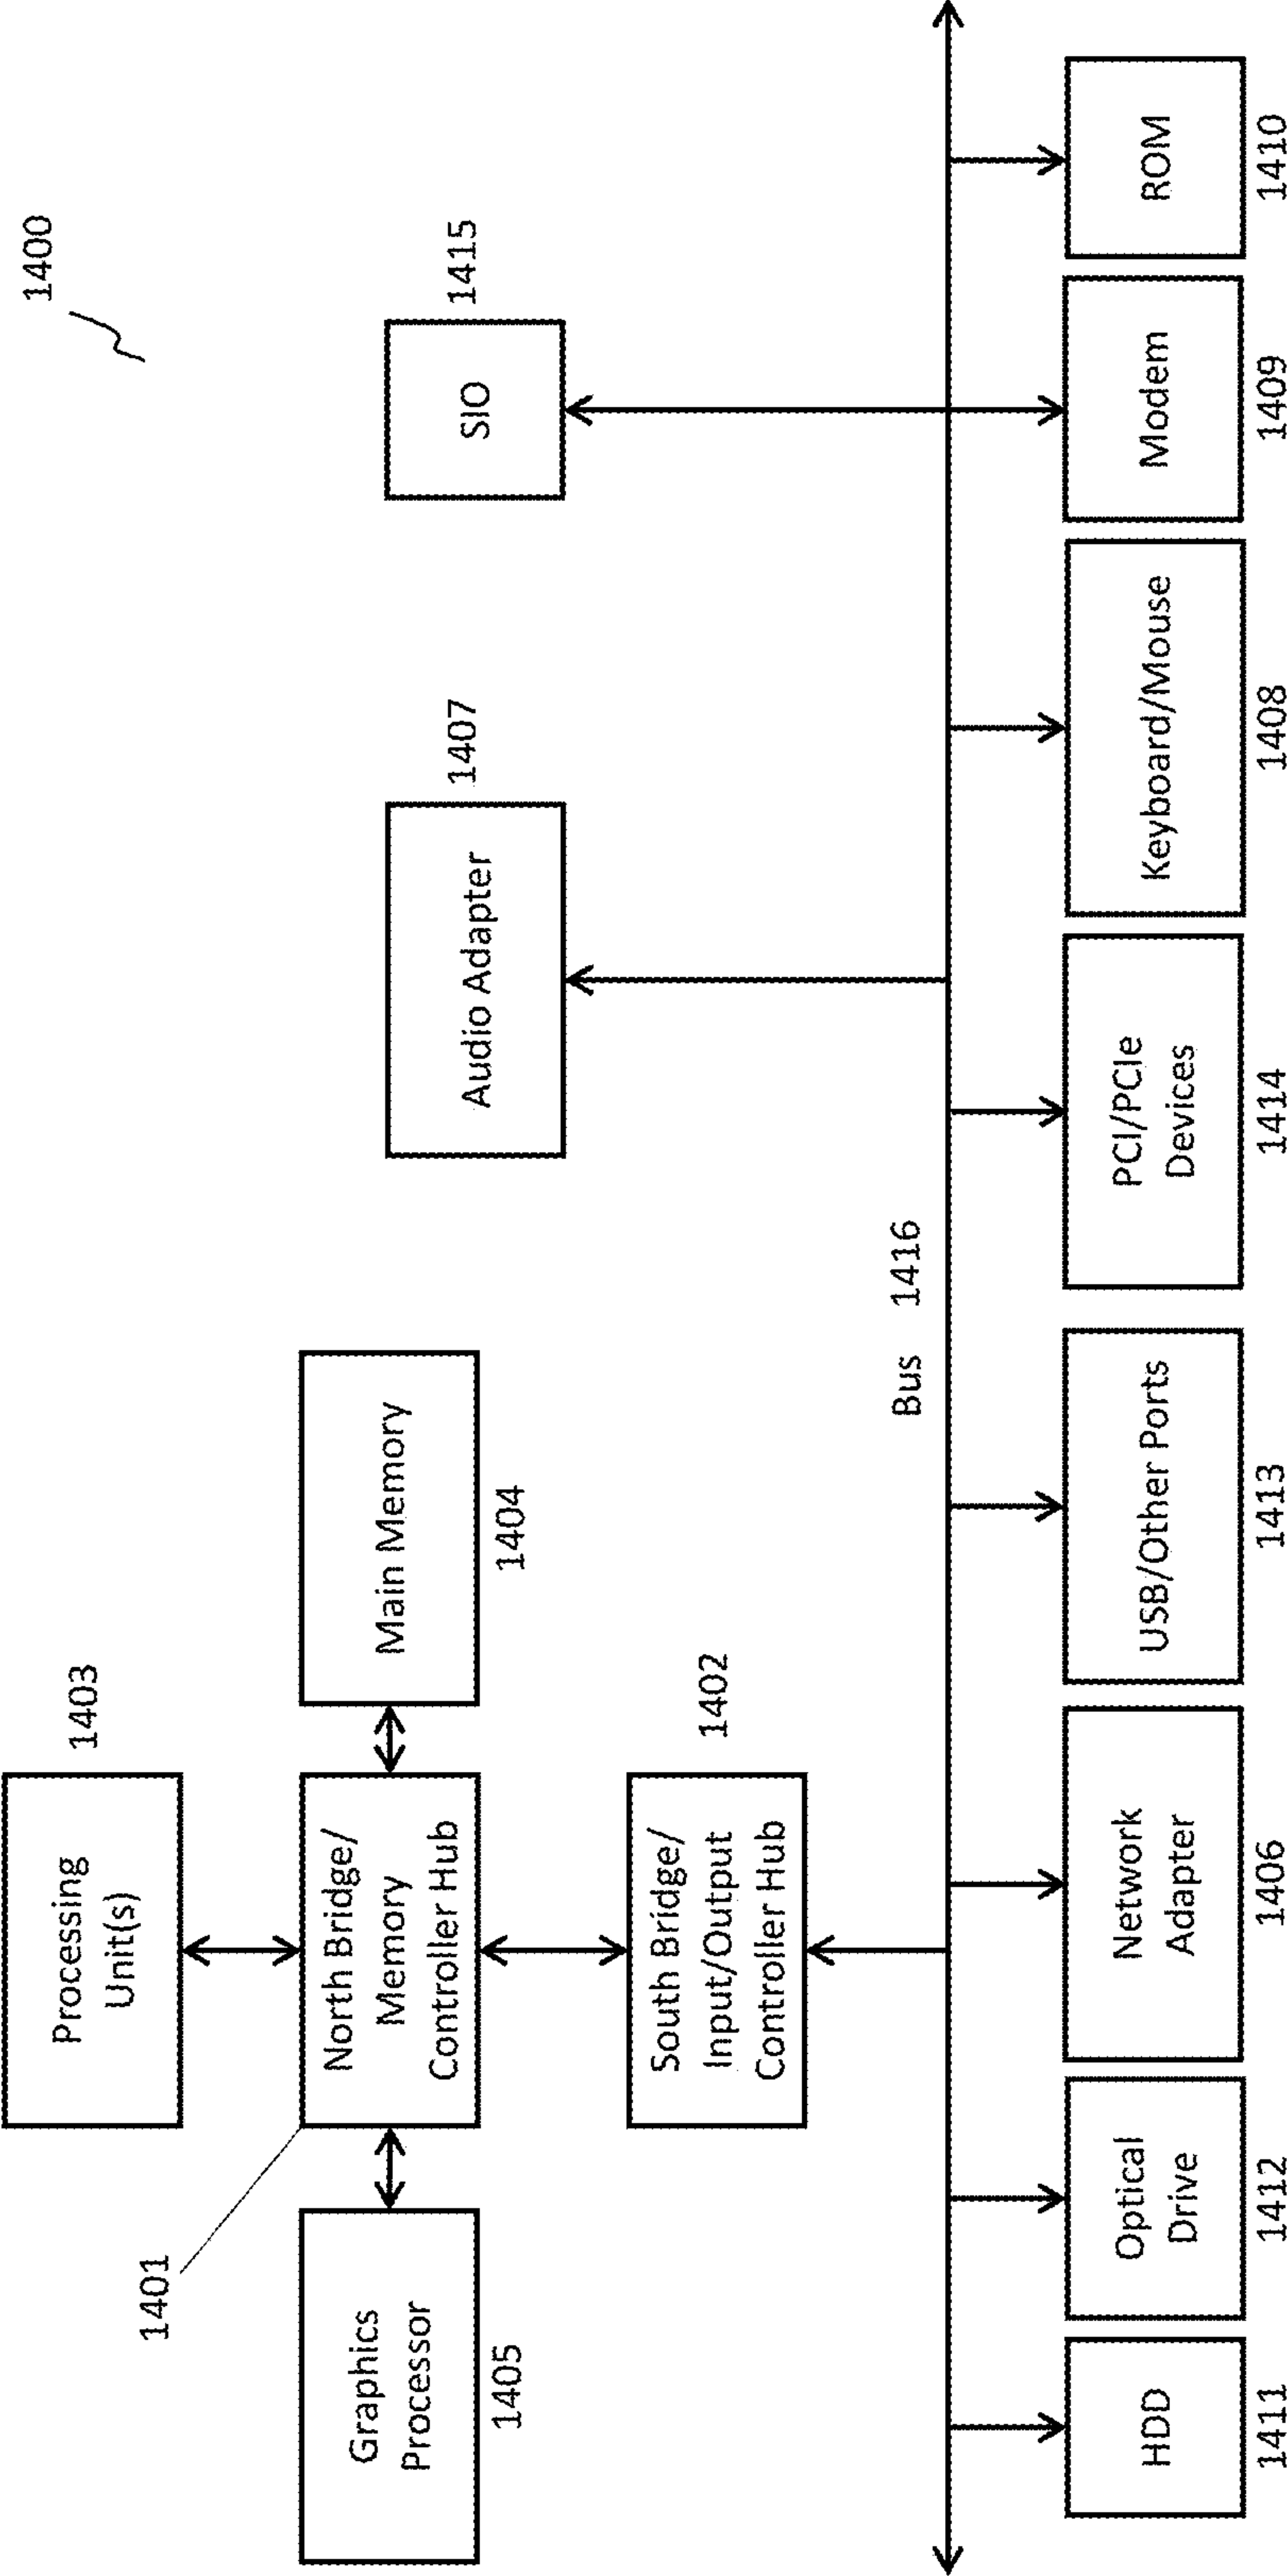 1400
1403
Processing
Unit(s)
1401
Graphics
Processor
1405
North Bridge/
Memory
Controller Hub
Main Memory
1404
Audio Adapter
1407
SIO
1415
South Bridge/
Input/Output
Controller Hub
1402
Bus 1416
HDD
1411
Optical
Drive
1412
Network
Adapter
1406
USB/Other Ports
1413
PCI/PCIe
Devices
1414
Keyboard/Mouse
1408
Modem
1409
ROM
1410